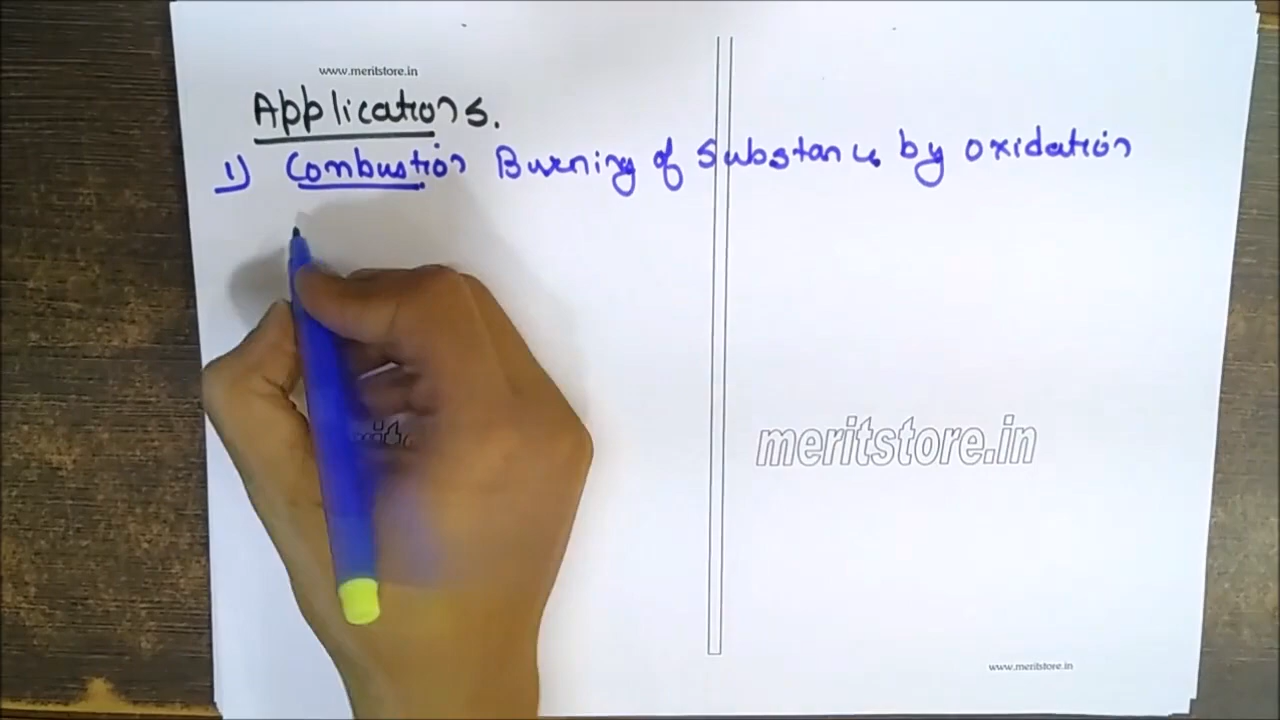 www.meritstore.in
Applications.
1) Combustion Burning of Substance by oxidation
meritstore.in
www.meritstore.in